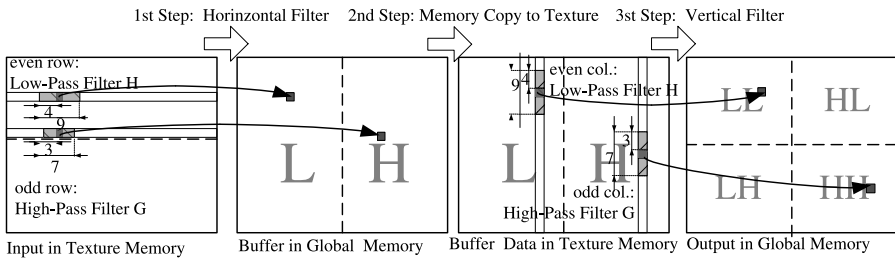 1st Step: Horinzontal Filter
2nd Step: Memory Copy to Texture
3rd Step: Vertical Filter
even row:
Low-Pass Filter H
4
9
3
7
odd row:
High-Pass Filter G
Input in Texture Memory
L
H
Buffer in Global Memory
even col.:
Low-Pass Filter H
4
9
3
7
L
H
odd col.:
High-Pass Filter G
Buffer Data in Texture Memory
LL
HL
LH
HH
Output in Global Memory